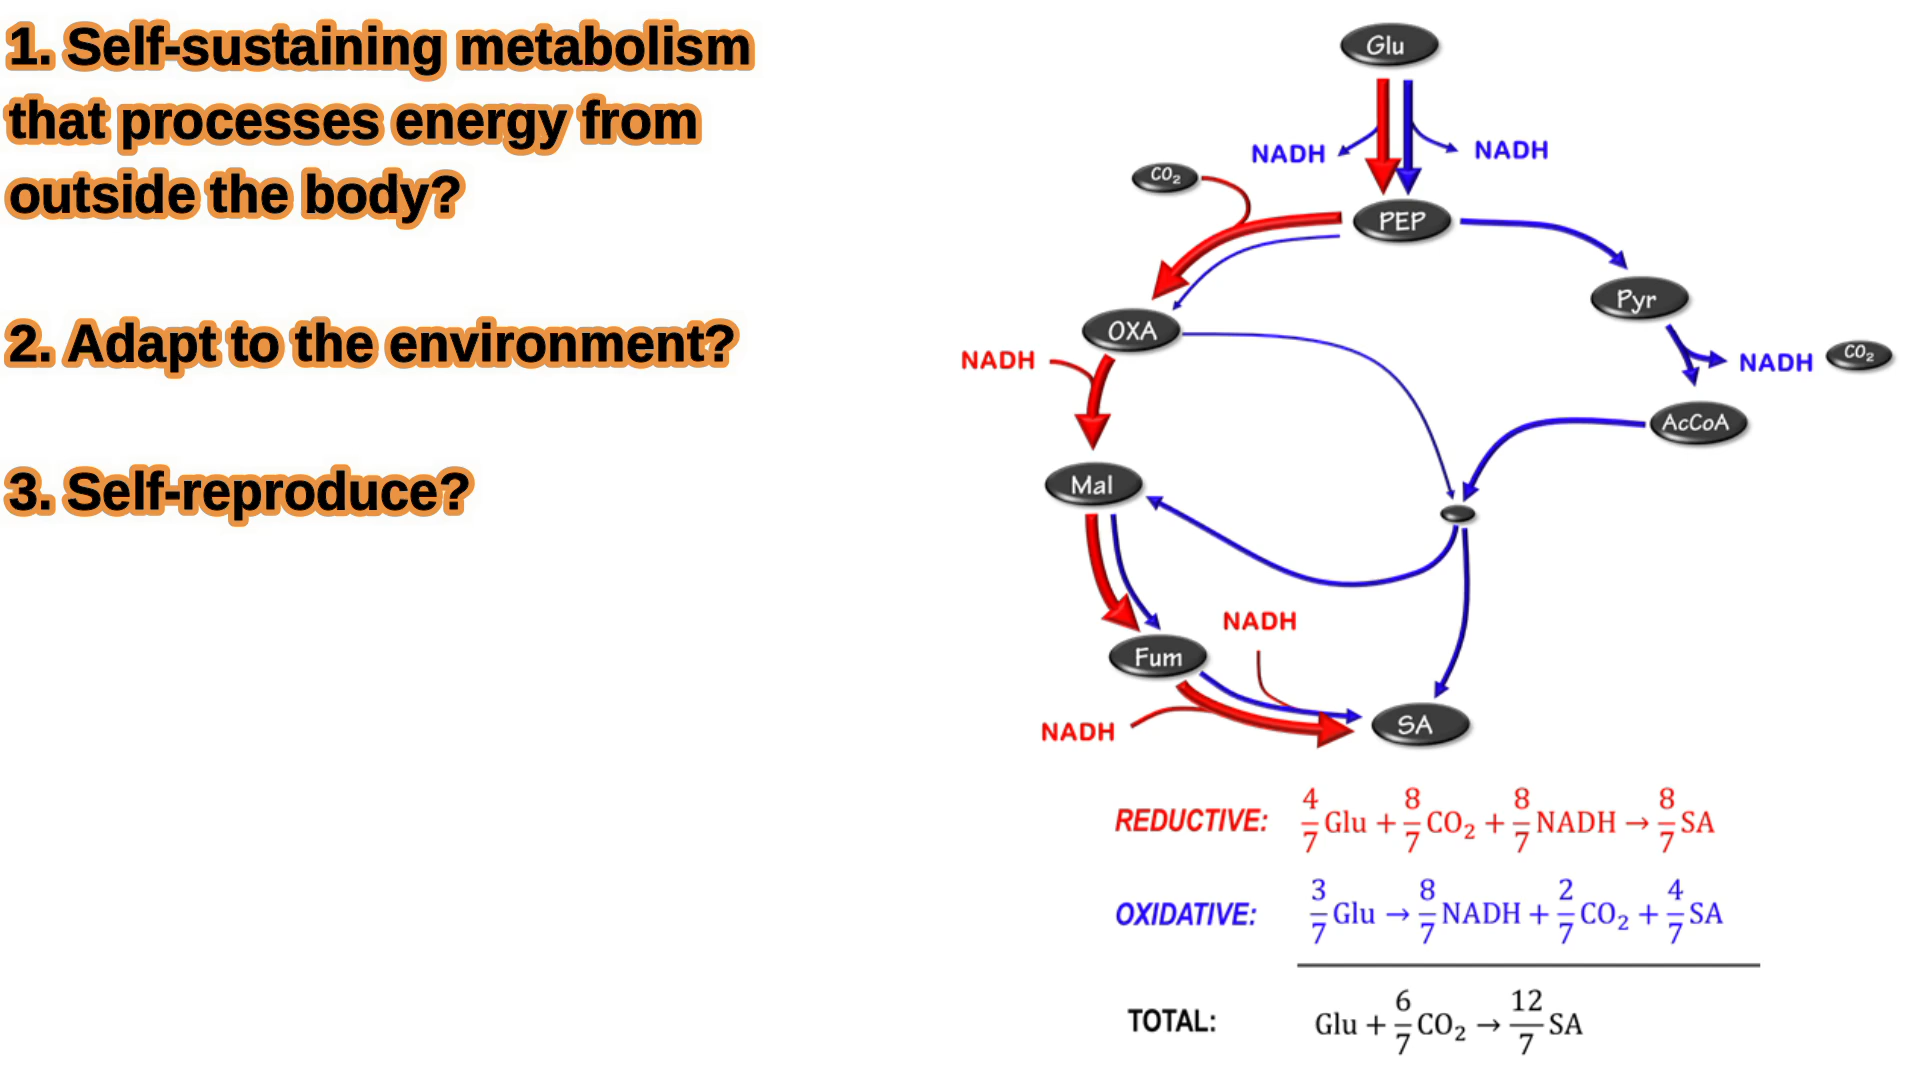 1. Self-sustaining metabolism
that processes energy from
outside the body?
2. Adapt to the environment?
3. Self-reproduce?
Glu
NADH
NADH
CO₂
PEP
Pyr
OXA
NADH
NADH
CO₂
AcCoA
Mal
NADH
Fum
SA
NADH
REDUCTIVE: 4/7 Glu + 8/7 CO₂ + 8/7 NADH → 8/7 SA
OXIDATIVE: 3/7 Glu → 8/7 NADH + 2/7 CO₂ + 4/7 SA
TOTAL: Glu + 6/7 CO₂ → 12/7 SA